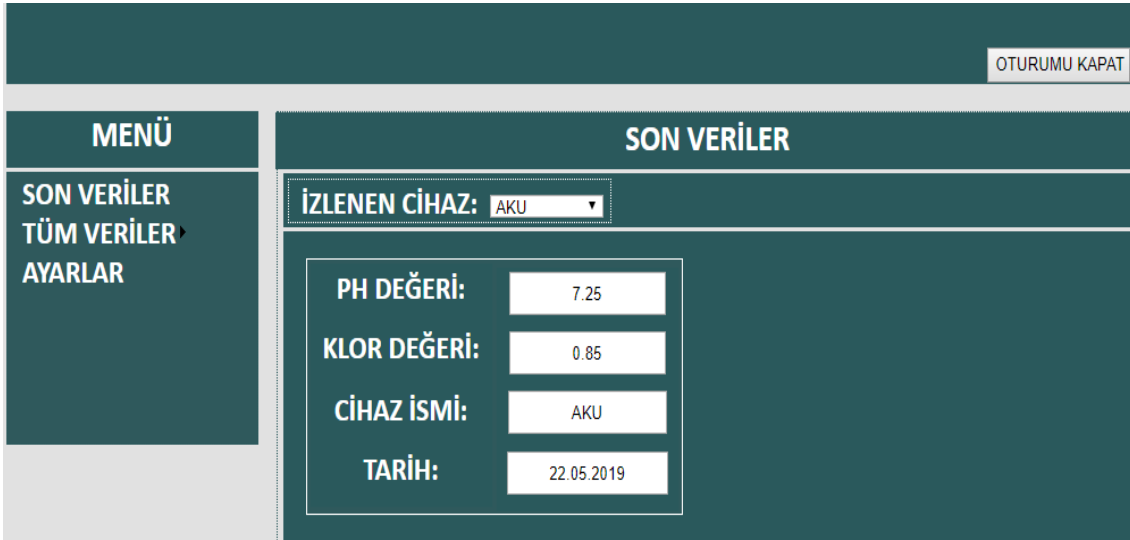 OTURUMU KAPAT
MENÜ
SON VERİLER
TÜM VERİLER
AYARLAR
SON VERİLER
İZLENEN CİHAZ: AKU
PH DEĞERİ: 7.25
KLOR DEĞERİ: 0.85
CİHAZ İSMİ: AKU
TARİH: 22.05.2019